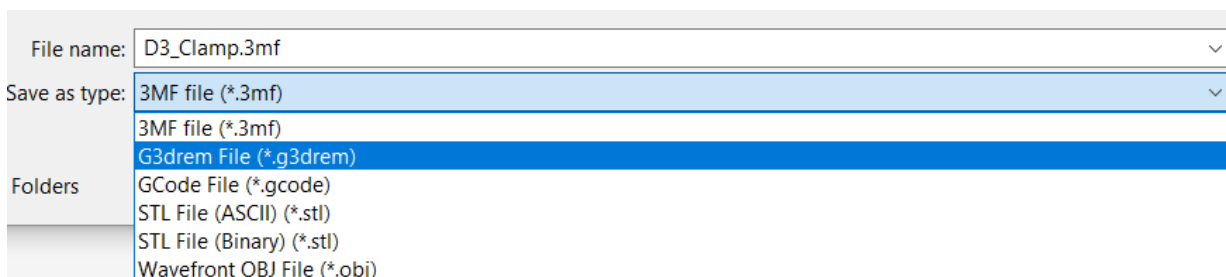 File name: D3_Clamp.3mf
Save as type: 3MF file (*.3mf)
3MF file (*.3mf)
G3drem File (*.g3drem)
Folders
GCode File (*.gcode)
STL File (ASCII) (*.stl)
STL File (Binary) (*.stl)
Wavefront OBJ File (*.obj)